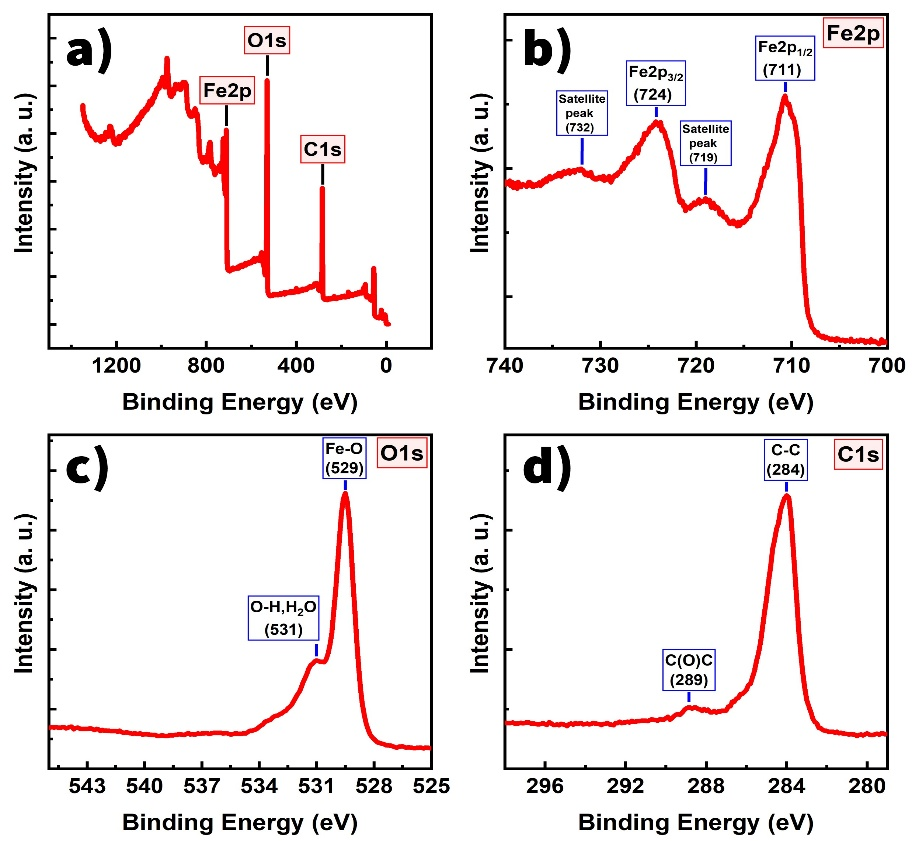 a)
O1s
Fe2p
C1s
Intensity (a. u.)
1200 800 400 0
Binding Energy (eV)
b)
Fe2p
Fe2p1/2
(711)
Fe2p3/2
(724)
Satellite
peak
(732)
Satellite
peak
(719)
Intensity (a. u.)
740 730 720 710 700
Binding Energy (eV)
c)
O1s
Fe-O
(529)
O-H,H2O
(531)
Intensity (a. u.)
543 540 537 534 531 528 525
Binding Energy (eV)
d)
C1s
C-C
(284)
C(O)C
(289)
Intensity (a. u.)
296 292 288 284 280
Binding Energy (eV)